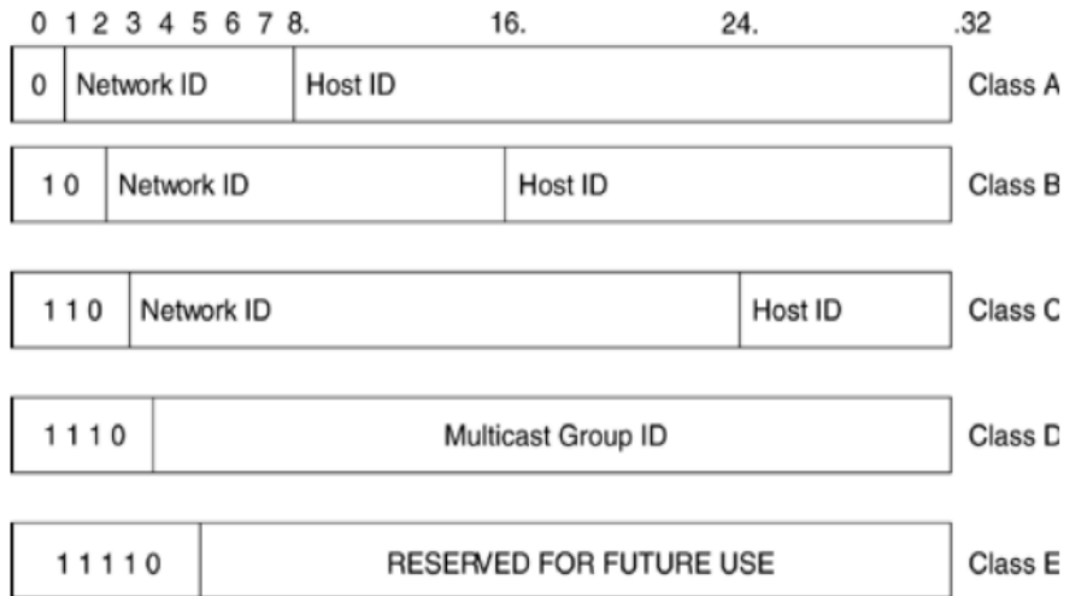 0 1 2 3 4 5 6 7 8. 16. 24. .32
0 Network ID Host ID Class A
1 0 Network ID Host ID Class B
1 1 0 Network ID Host ID Class C
1 1 1 0 Multicast Group ID Class D
1 1 1 1 0 RESERVED FOR FUTURE USE Class E